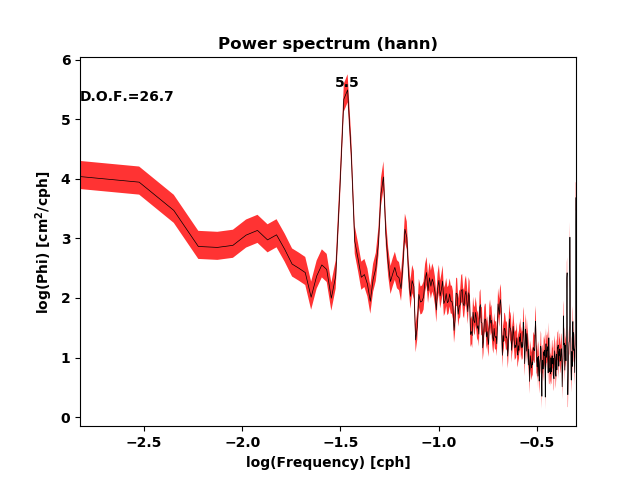 Power spectrum (hann)
6
5.5
D.O.F.=26.7
5
4
3
2
1
0
log(Phi) [cm²/cph]
−2.5 −2.0 −1.5 −1.0 −0.5
log(Frequency) [cph]